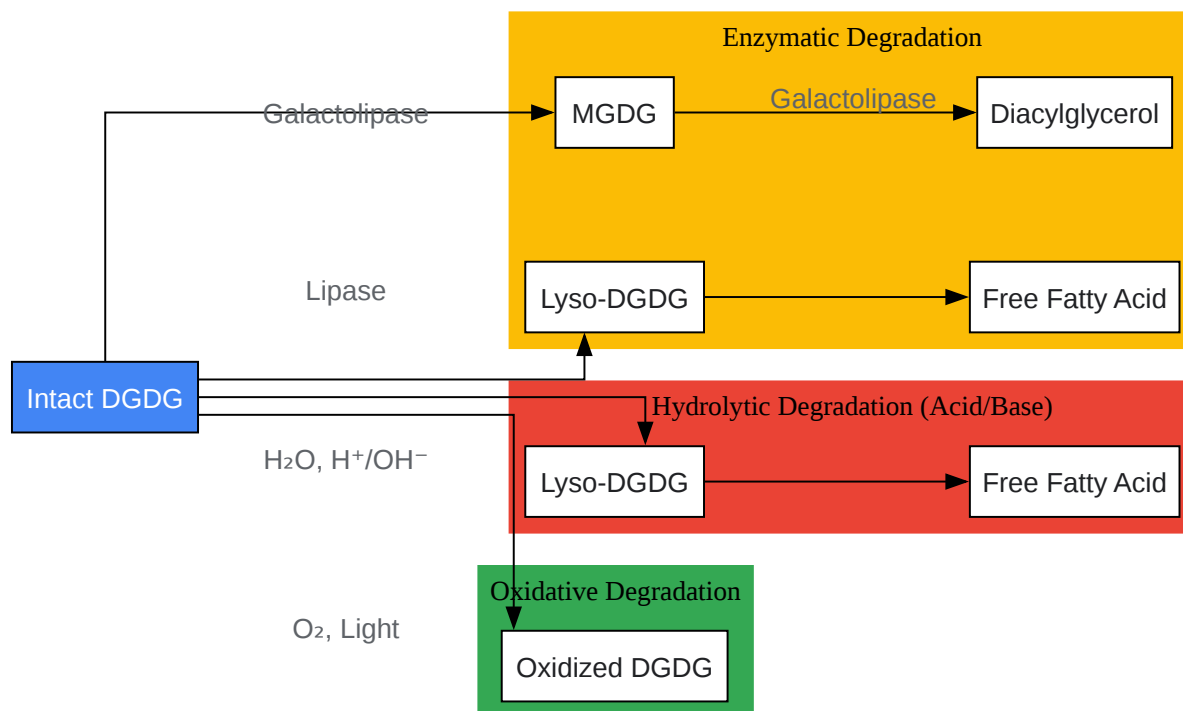 Enzymatic Degradation
Galactolipase
MGDG
Galactolipase
Diacylglycerol
Lipase
Lyso-DGDG
Free Fatty Acid
Intact DGDG
Hydrolytic Degradation (Acid/Base)
H₂O, H⁺/OH⁻
Lyso-DGDG
Free Fatty Acid
Oxidative Degradation
O₂, Light
Oxidized DGDG